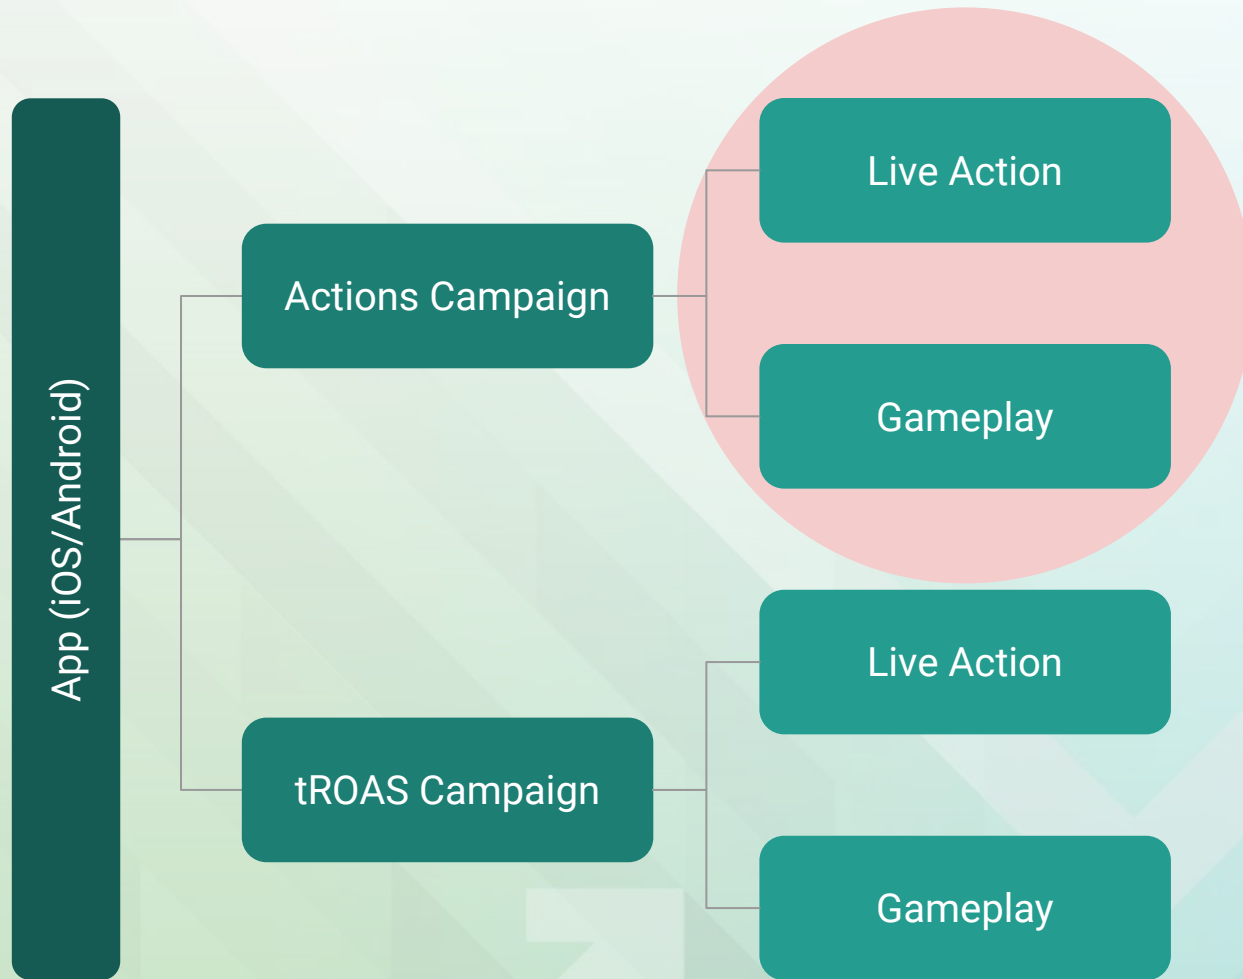 App (iOS/Android)
Actions Campaign
Live Action
Gameplay
tROAS Campaign
Live Action
Gameplay